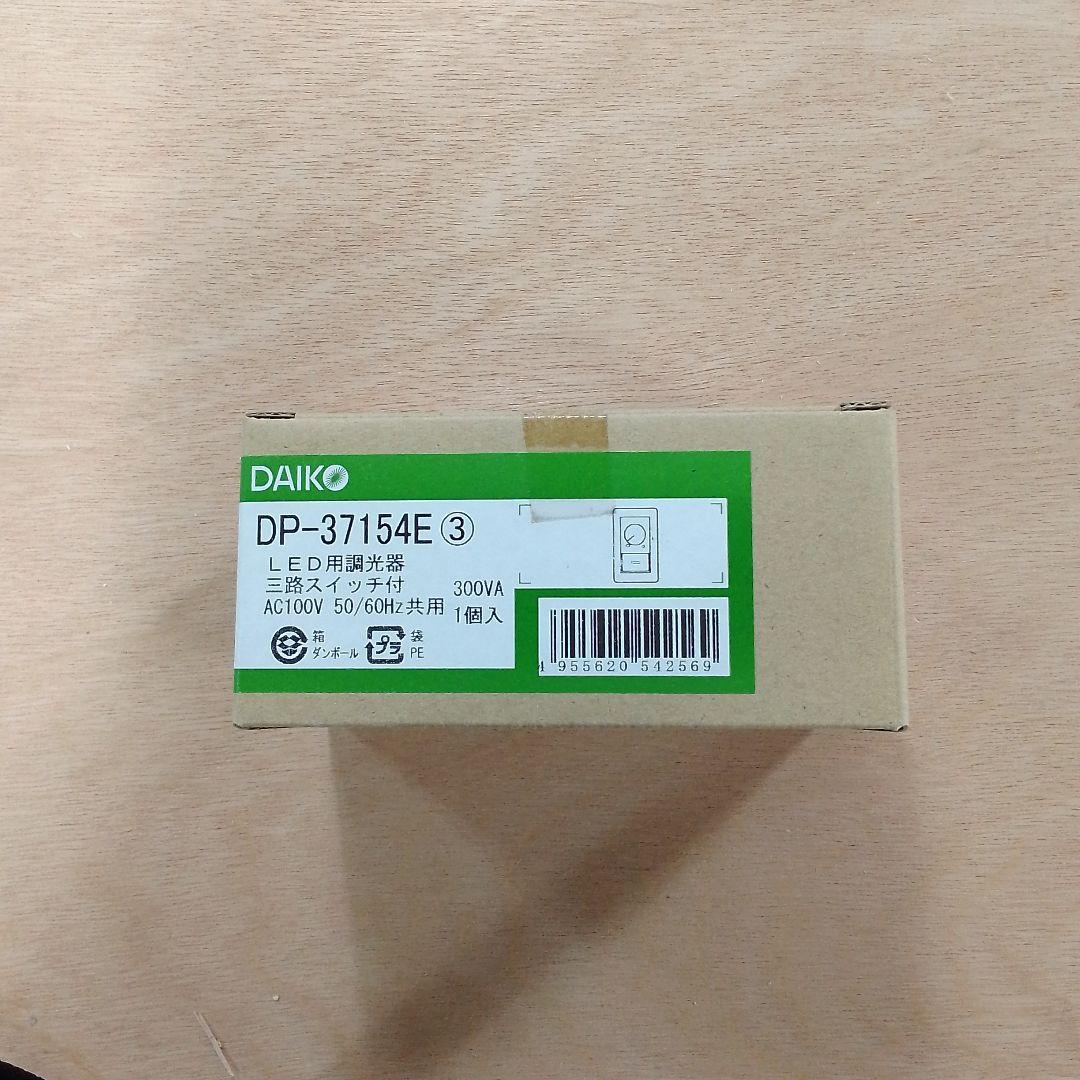 DAIKO
DP-37154E③
LED用調光器
三路スイッチ付
300VA
AC100V 50/60Hz共用
1個入
箱
ダンボール
プラ
袋
PE
4 955620 542569